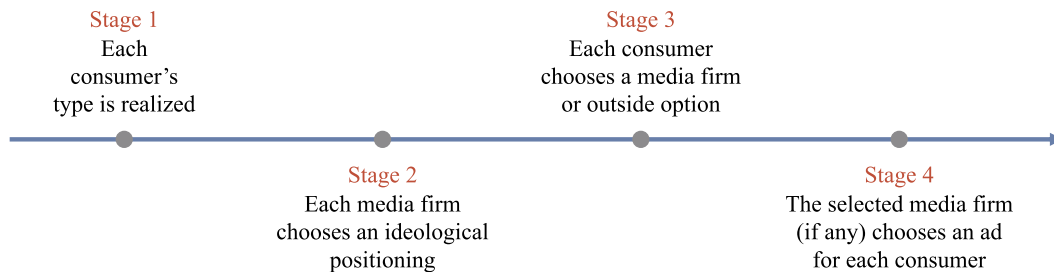 Stage 1
Each
consumer’s
type is realized
Stage 2
Each media firm
chooses an ideological
positioning
Stage 3
Each consumer
chooses a media firm
or outside option
Stage 4
The selected media firm
(if any) chooses an ad
for each consumer